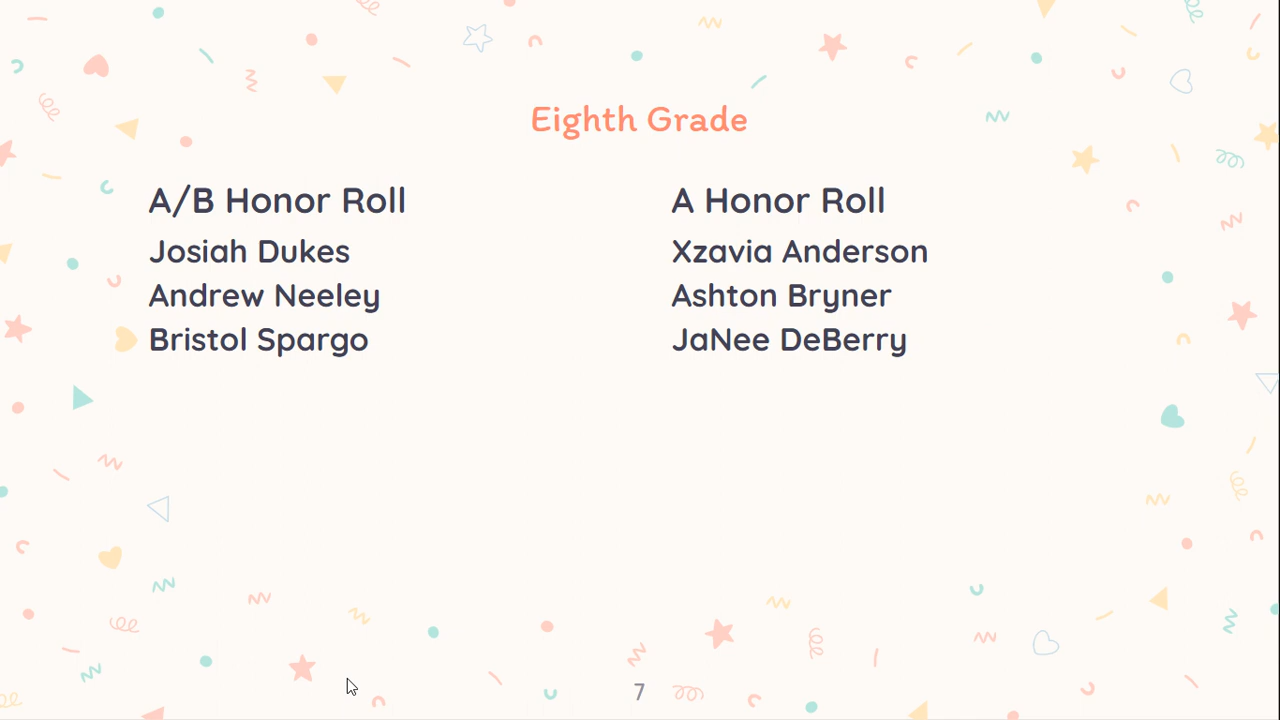 Eighth Grade
A/B Honor Roll
Josiah Dukes
Andrew Neeley
Bristol Spargo
A Honor Roll
Xzavia Anderson
Ashton Bryner
JaNee DeBerry
7